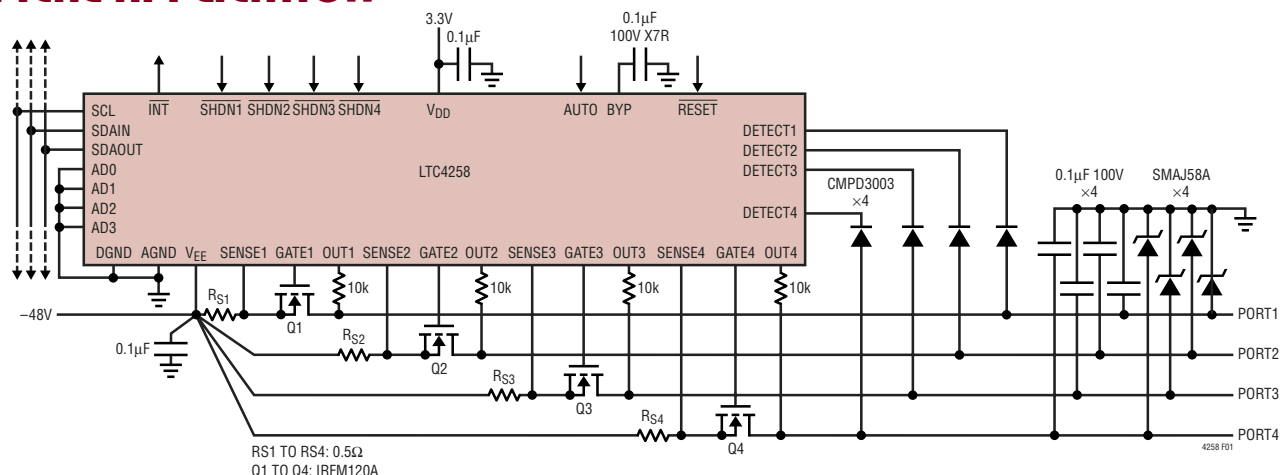 3.3V
0.1μF
0.1μF
100V X7R
SCL
INT
SHDN1 SHDN2 SHDN3 SHDN4
VDD
AUTO BYP
RESET
SDAIN
SDAOUT
AD0
AD1
AD2
AD3
LTC4258
DETECT1
DETECT2
DETECT3
DETECT4
CMPD3003
×4
0.1μF 100V
×4
SMAJ58A
×4
DGND AGND VEE SENSE1 GATE1 OUT1 SENSE2 GATE2 OUT2 SENSE3 GATE3 OUT3 SENSE4 GATE4 OUT4
10k
10k
10k
10k
–48V
RS1
Q1
PORT1
0.1μF
RS2
Q2
PORT2
RS3
Q3
PORT3
RS4
Q4
PORT4
4258 F01
RS1 TO RS4: 0.5Ω
Q1 TO Q4: IRFM120A